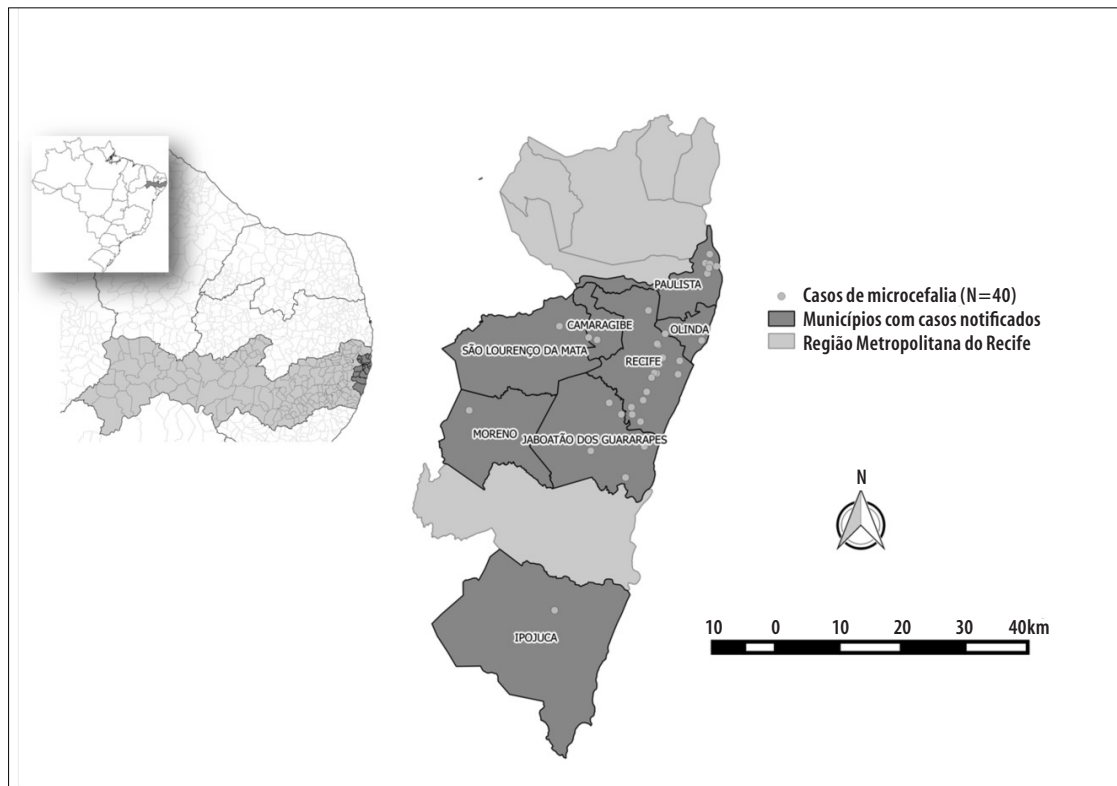 PAULISTA
Casos de microcefalia (N=40)
CAMARAGIBE
OLINDA
Municípios com casos notificados
Região Metropolitana do Recife
SÃO LOURENÇO DA MATA
RECIFE
MORENO
JABOATÃO DOS GUARARAPES
N
IPOJUCA
10 0 10 20 30 40km